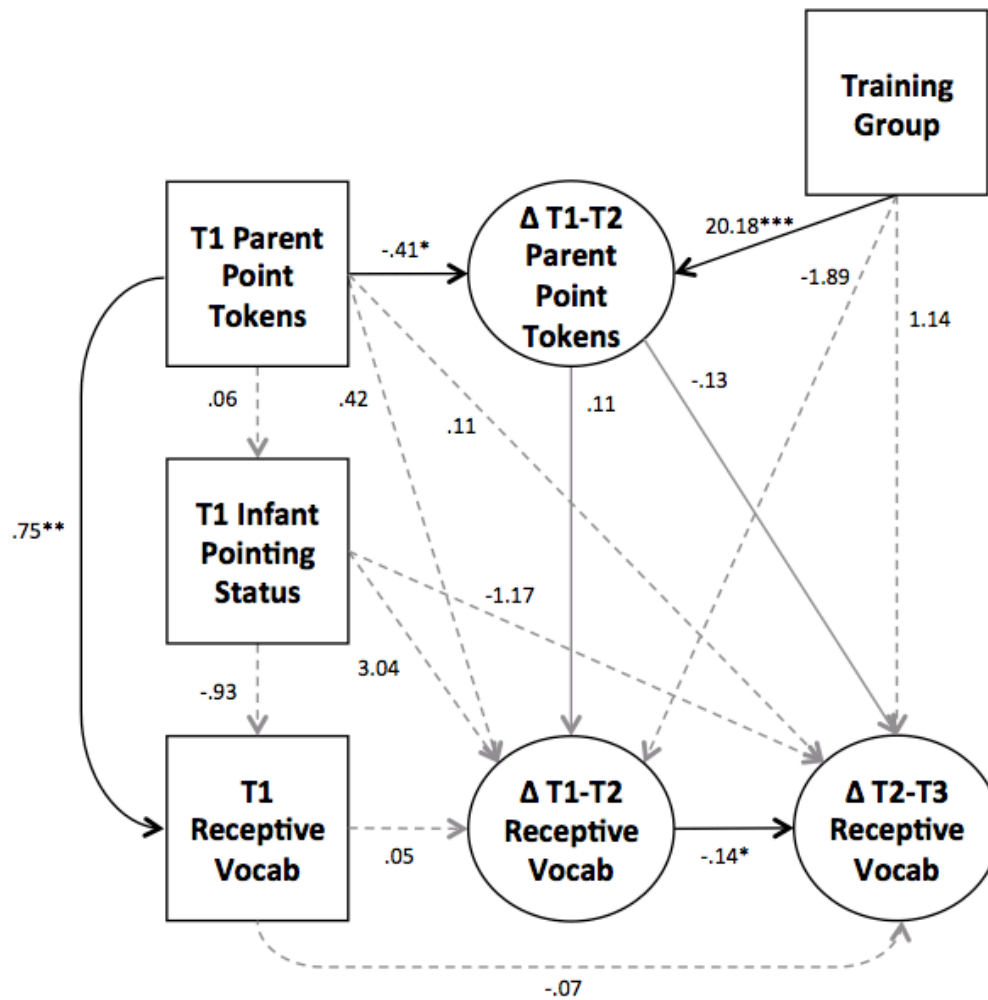 Training
Group
T1 Parent
Point
Tokens
-.41*
Δ T1-T2
Parent
Point
Tokens
20.18***
-1.89
1.14
.06
.42
.11
.11
-.13
.75**
T1 Infant
Pointing
Status
-1.17
-.93
3.04
T1
Receptive
Vocab
.05
Δ T1-T2
Receptive
Vocab
-.14*
Δ T2-T3
Receptive
Vocab
-.07